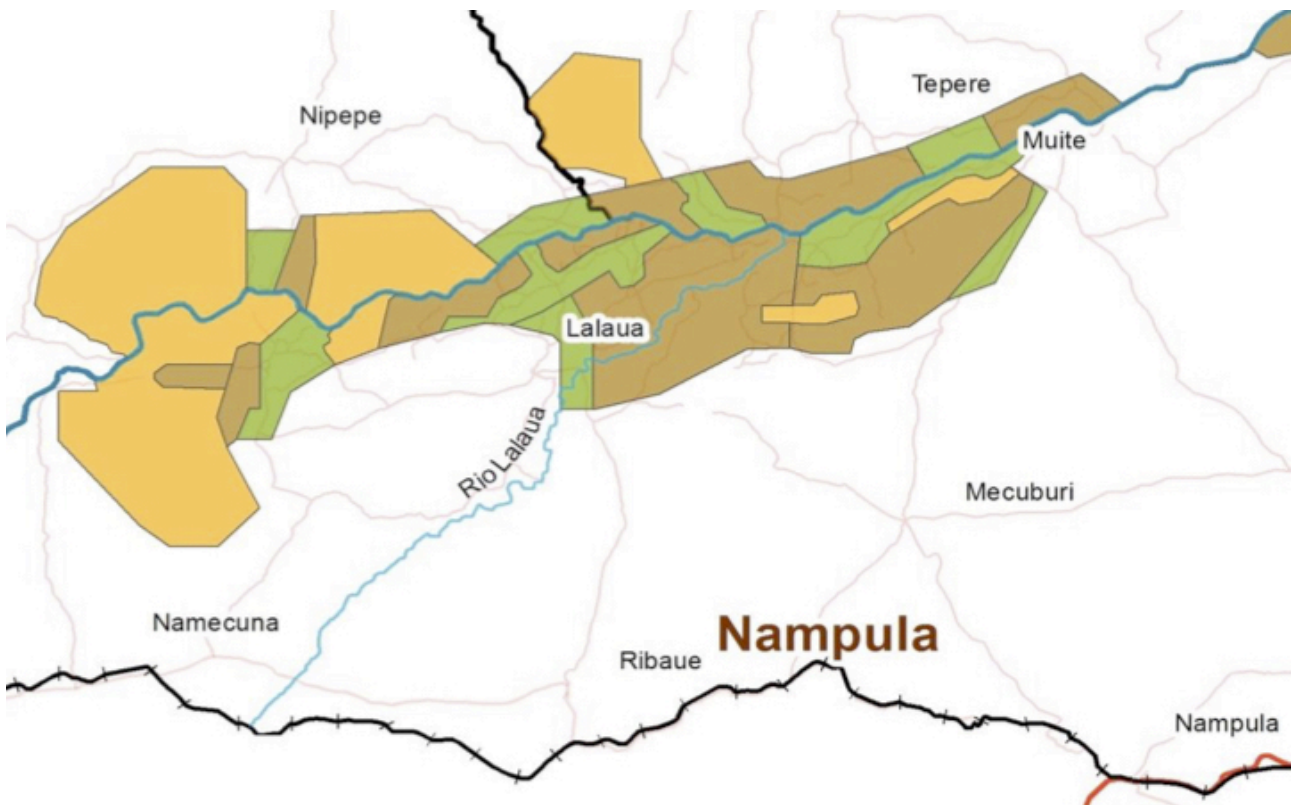 Tepere
Nipepe
Muite
Lalaua
Rio Lalaua
Mecuburi
Namecuna
Nampula
Ribaue
Nampula